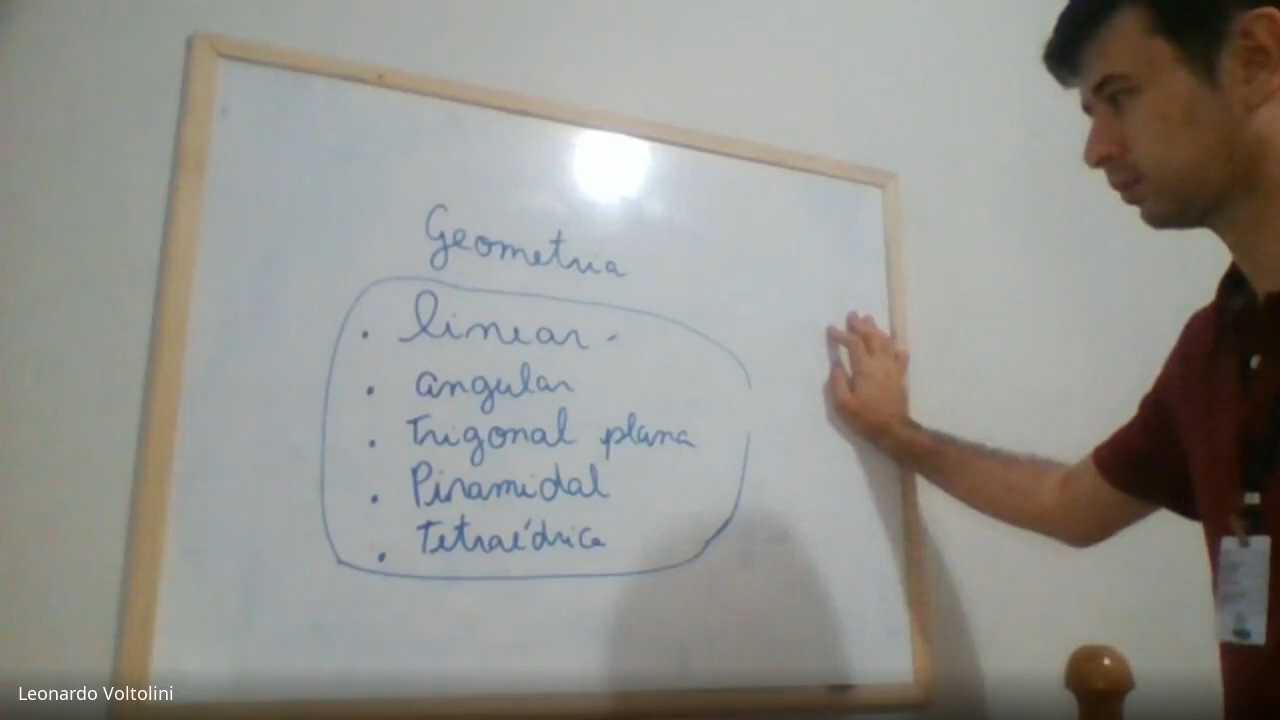 Geometria
. linear -
. angular
. Trigonal plana
. Piramidal
. Tetraédrica
Leonardo Voltolini